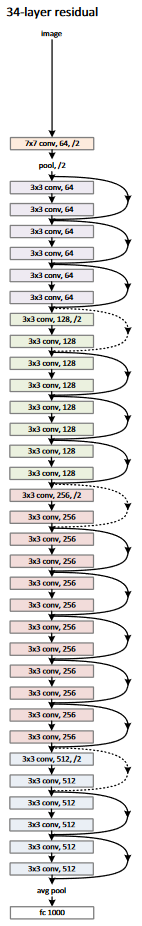 34-layer residual
image
7x7 conv, 64, /2
pool, /2
3x3 conv, 64
3x3 conv, 64
3x3 conv, 64
3x3 conv, 64
3x3 conv, 64
3x3 conv, 64
3x3 conv, 128, /2
3x3 conv, 128
3x3 conv, 128
3x3 conv, 128
3x3 conv, 128
3x3 conv, 128
3x3 conv, 128
3x3 conv, 128
3x3 conv, 256, /2
3x3 conv, 256
3x3 conv, 256
3x3 conv, 256
3x3 conv, 256
3x3 conv, 256
3x3 conv, 256
3x3 conv, 256
3x3 conv, 256
3x3 conv, 256
3x3 conv, 256
3x3 conv, 256
3x3 conv, 512, /2
3x3 conv, 512
3x3 conv, 512
3x3 conv, 512
3x3 conv, 512
3x3 conv, 512
avg pool
fc 1000